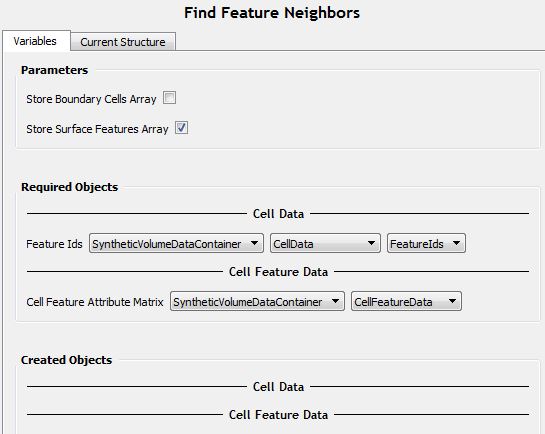 Find Feature Neighbors
Variables Current Structure
Parameters
Store Boundary Cells Array
Store Surface Features Array
Required Objects
Cell Data
Feature Ids SyntheticVolumeDataContainer CellData FeatureIds
Cell Feature Data
Cell Feature Attribute Matrix SyntheticVolumeDataContainer CellFeatureData
Created Objects
Cell Data
Cell Feature Data